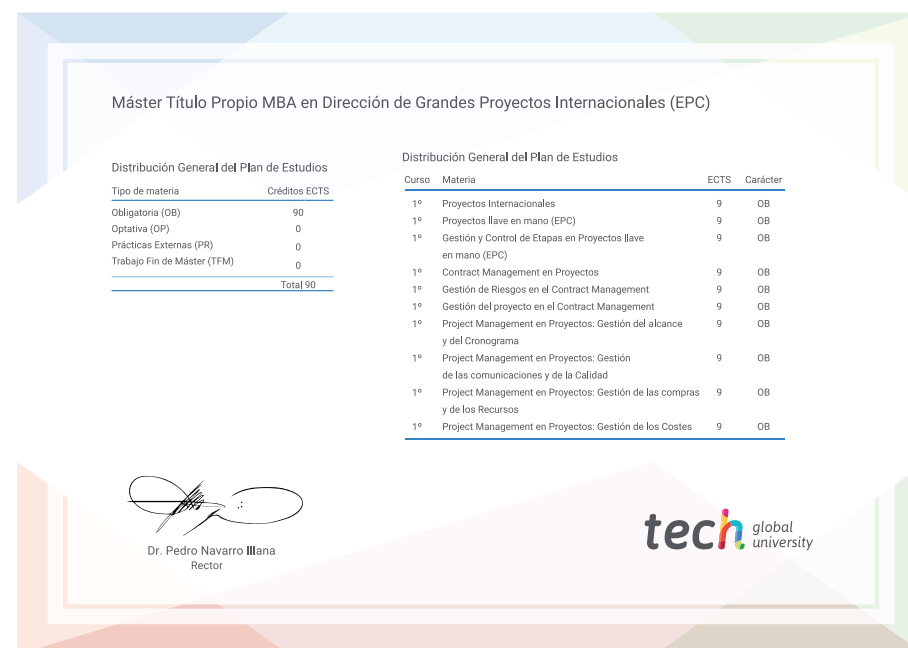 Máster Título Propio MBA en Dirección de Grandes Proyectos Internacionales (EPC)
Distribución General del Plan de Estudios
Tipo de materia Créditos ECTS
Obligatoria (OB) 90
Optativa (OP) 0
Prácticas Externas (PR) 0
Trabajo Fin de Máster (TFM) 0
Total 90
Distribución General del Plan de Estudios
Curso Materia ECTS Carácter
1º Proyectos Internacionales 9 OB
1º Proyectos llave en mano (EPC) 9 OB
1º Gestión y Control de Etapas en Proyectos llave 9 OB
en mano (EPC)
1º Contract Management en Proyectos 9 OB
1º Gestión de Riesgos en el Contract Management 9 OB
1º Gestión del proyecto en el Contract Management 9 OB
1º Project Management en Proyectos: Gestión del alcance 9 OB
y del Cronograma
1º Project Management en Proyectos: Gestión 9 OB
de las comunicaciones y de la Calidad
1º Project Management en Proyectos: Gestión de las compras 9 OB
y de los Recursos
1º Project Management en Proyectos: Gestión de los Costes 9 OB
Dr. Pedro Navarro Illana
Rector
tech global
university